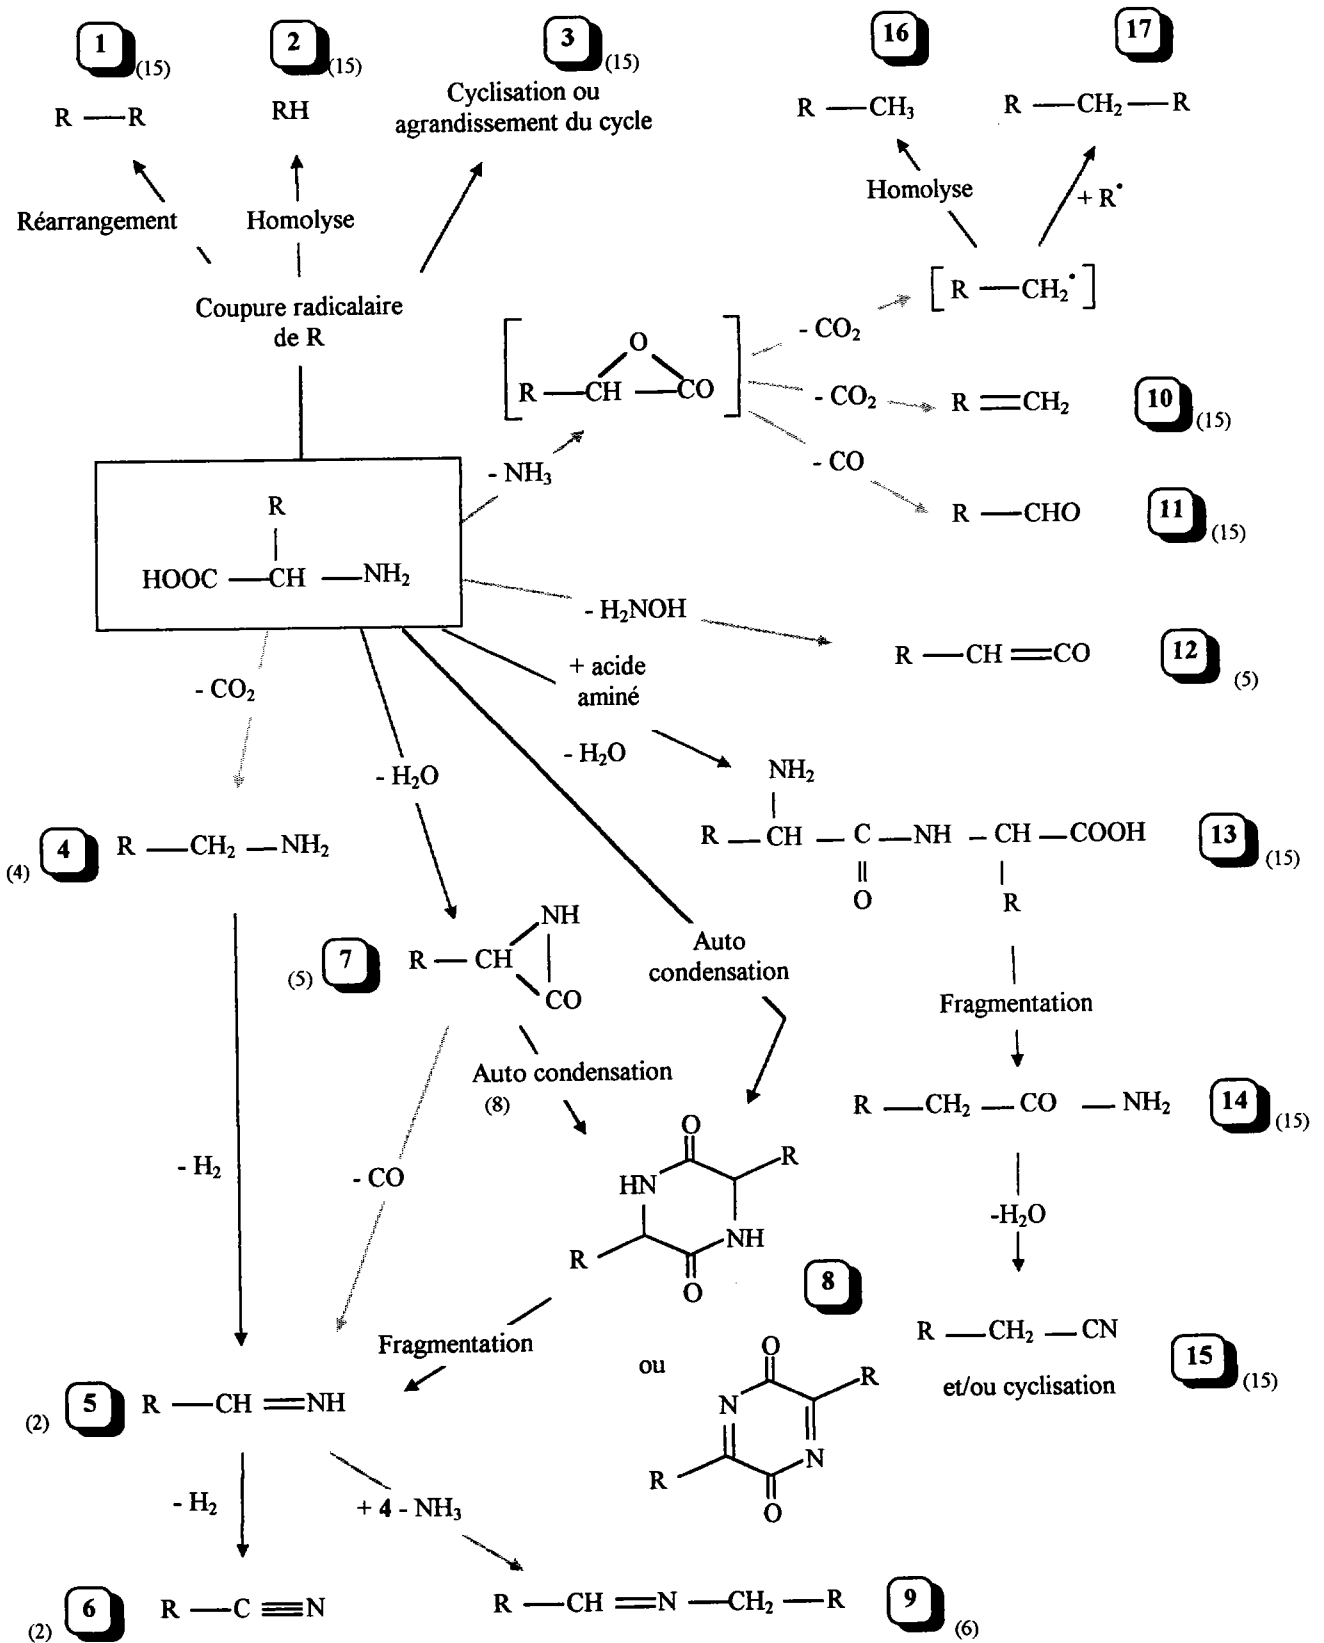 1
(15)
2
(15)
3
(15)
16
17
R — R
RH
Cyclisation ou
agrandissement du cycle
R — CH₃
R — CH₂ — R
Réarrangement
Homolyse
Homolyse
+ R•
Coupure radicalaire
de R
[ R — CH₂• ]
- CO₂
O
R — CH — CO
- CO₂
R = CH₂
10
(15)
- NH₃
- CO
R — CHO
11
(15)
R
HOOC — CH — NH₂
- H₂NOH
R — CH = CO
12
(5)
- CO₂
+ acide
aminé
- H₂O
- H₂O
NH₂
R — CH — C — NH — CH — COOH
O
R
13
(15)
(4)
4
R — CH₂ — NH₂
(5)
7
R — CH
NH
CO
Auto
condensation
Fragmentation
Auto condensation
(8)
R — CH₂ — CO — NH₂
14
(15)
- H₂
- CO
O
R
HN
NH
R
O
-H₂O
8
Fragmentation
ou
R — CH₂ — CN
15
(15)
et/ou cyclisation
(2)
5
R — CH = NH
O
R
N
N
R
O
- H₂
+ 4 - NH₃
(2)
6
R — C ≡ N
R — CH = N — CH₂ — R
9
(6)